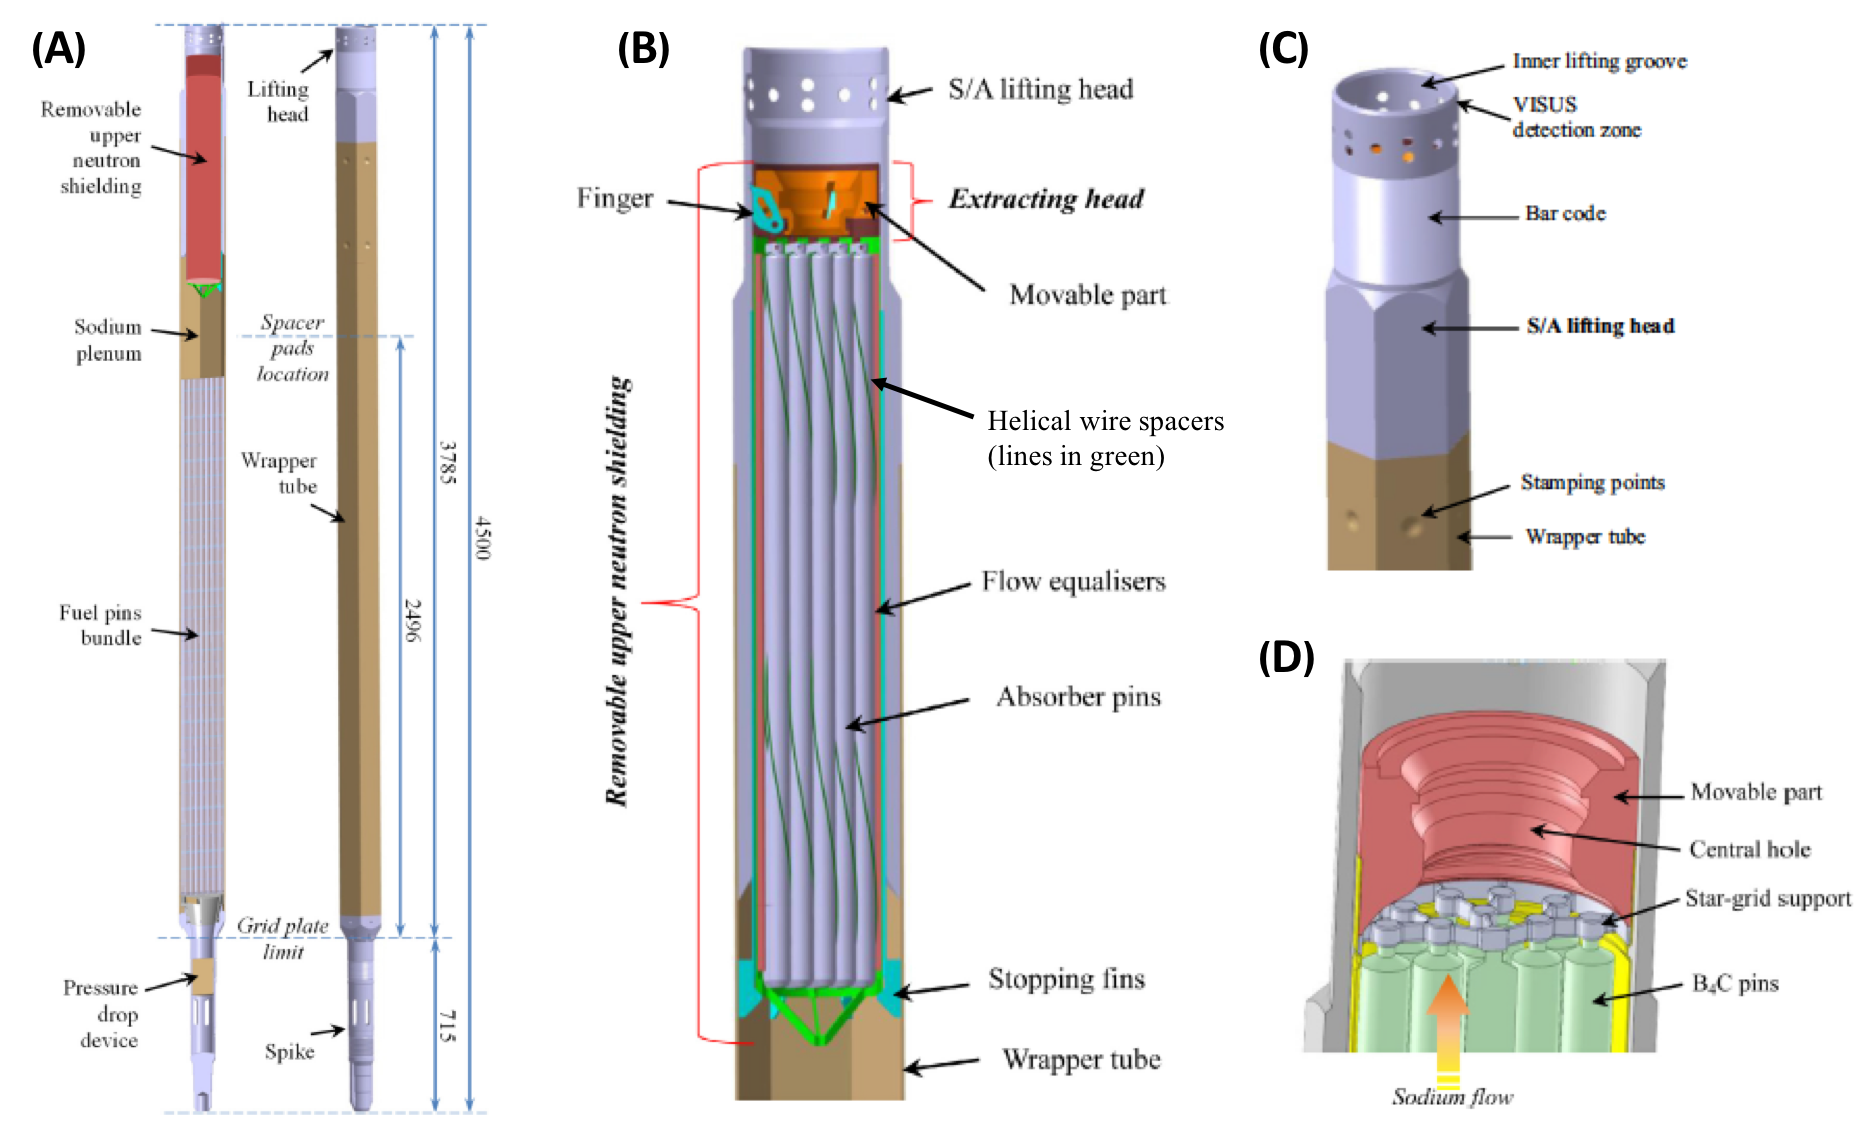 (A)
Removable
upper
neutron
shielding
Lifting
head
Sodium
plenum
Spacer
pads
location
Wrapper
tube
Fuel pins
bundle
Grid plate
limit
Pressure
drop
device
Spike
3785
4500
2496
715
(B)
S/A lifting head
Finger
Extracting head
Movable part
Removable upper neutron shielding
Helical wire spacers
(lines in green)
Flow equalisers
Absorber pins
Stopping fins
Wrapper tube
(C)
Inner lifting groove
VISUS
detection zone
Bar code
S/A lifting head
Stamping points
Wrapper tube
(D)
Movable part
Central hole
Star-grid support
B₄C pins
Sodium flow